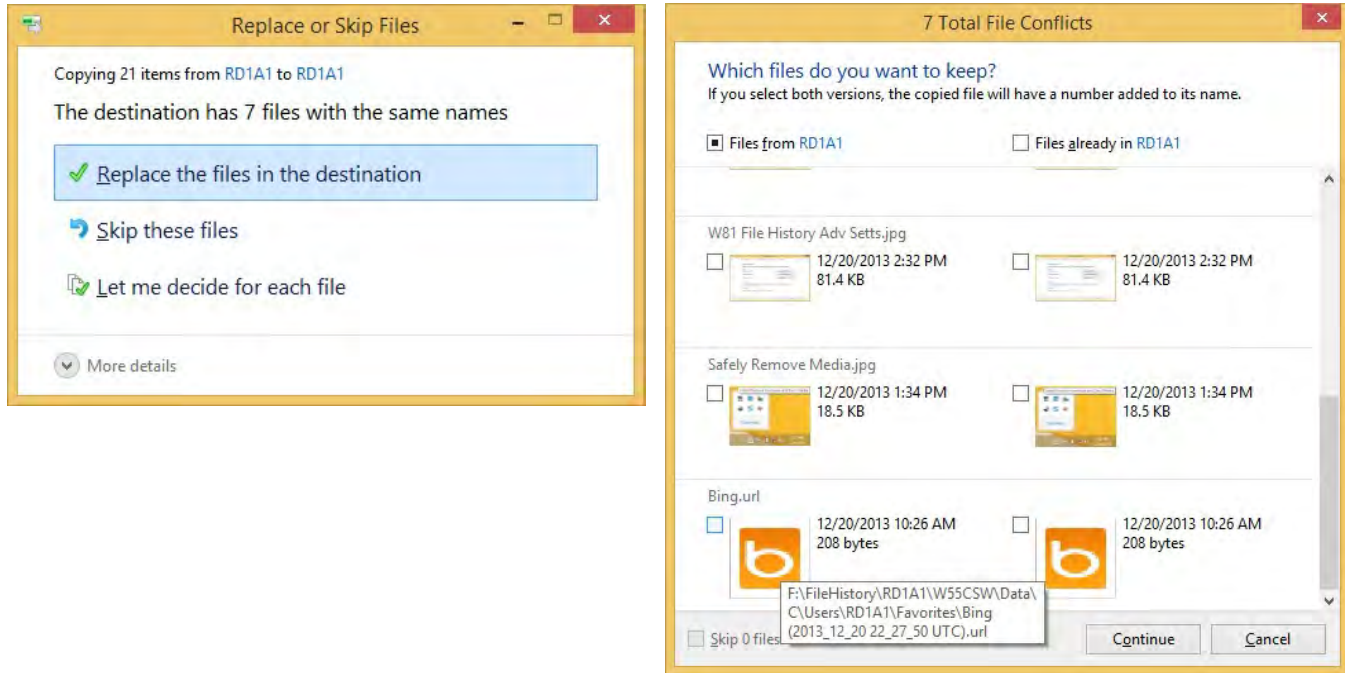 Replace or Skip Files
Copying 21 items from RD1A1 to RD1A1
The destination has 7 files with the same names
Replace the files in the destination
Skip these files
Let me decide for each file
More details
7 Total File Conflicts
Which files do you want to keep?
If you select both versions, the copied file will have a number added to its name.
Files from RD1A1
Files already in RD1A1
W81 File History Adv Setts.jpg
12/20/2013 2:32 PM
81.4 KB
12/20/2013 2:32 PM
81.4 KB
Safely Remove Media.jpg
12/20/2013 1:34 PM
18.5 KB
12/20/2013 1:34 PM
18.5 KB
Bing.url
12/20/2013 10:26 AM
208 bytes
12/20/2013 10:26 AM
208 bytes
F:\FileHistory\RD1A1\W55CSW\Data\
C\Users\RD1A1\Favorites\Bing
(2013_12_20 22_27_50 UTC).url
Skip 0 files
Continue
Cancel